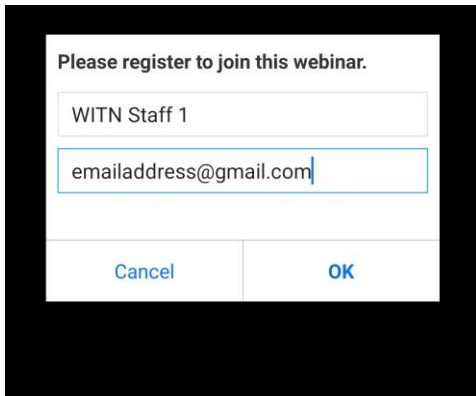 Please register to join this webinar.
WITN Staff 1
emailaddress@gmail.com
Cancel OK